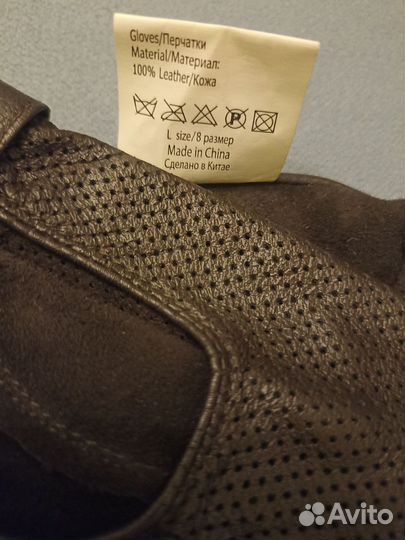 Gloves/Перчатки
Material/Материал:
100% Leather/Кожа
P
L size/8 размер
Made in China
Сделано в Китае
Avito